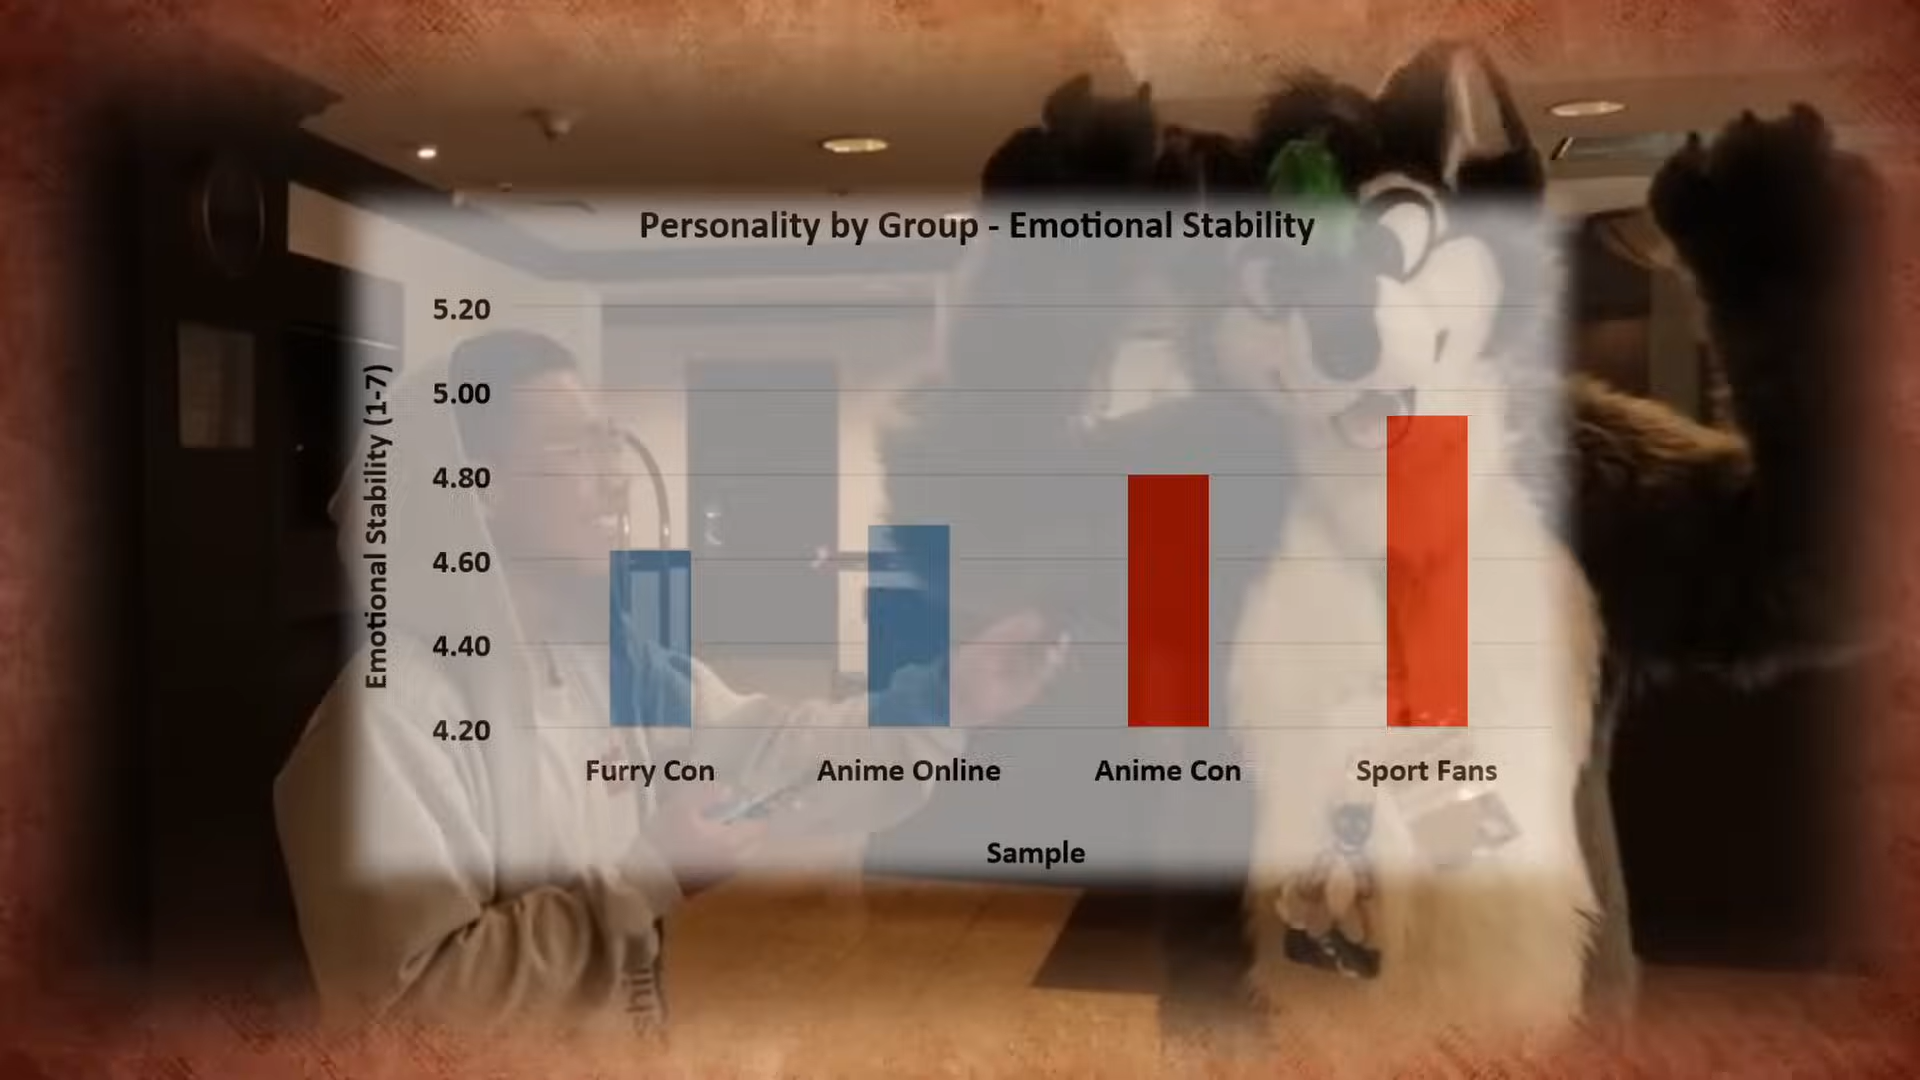 Personality by Group - Emotional Stability
Emotional Stability (1-7)
5.20
5.00
4.80
4.60
4.40
4.20
Furry Con
Anime Online
Anime Con
Sport Fans
Sample